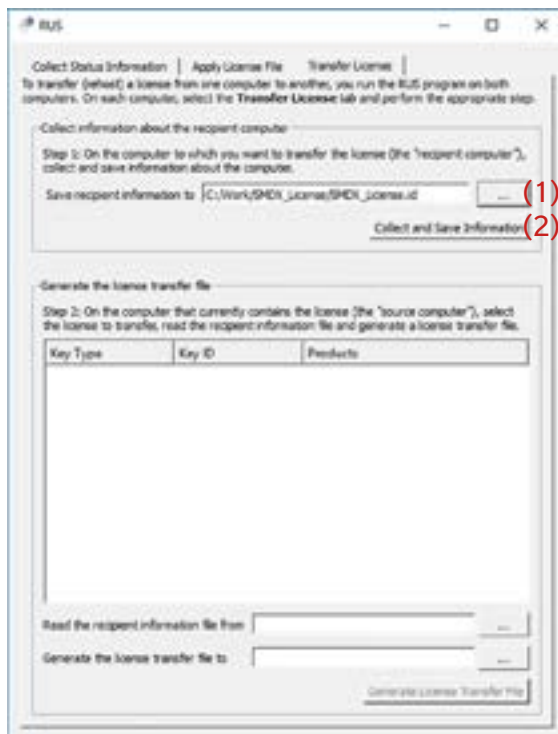 RUS
Collect Status Information | Apply License File | Transfer License
To transfer (rehost) a license from one computer to another, you run the RUS program on both
computers. On each computer, select the Transfer License tab and perform the appropriate step.
Collect information about the recipient computer
Step 1: On the computer to which you want to transfer the license (the "recipient computer"),
collect and save information about the computer.
Save recipient information to C:/Work/SMDX_License/SMDX_License.id ... (1)
Collect and Save Information (2)
Generate the license transfer file
Step 2: On the computer that currently contains the license (the "source computer"), select
the license to transfer, read the recipient information file and generate a license transfer file.
Key Type Key ID Products
Read the recipient information file from ...
Generate the license transfer file to ...
Generate License Transfer File